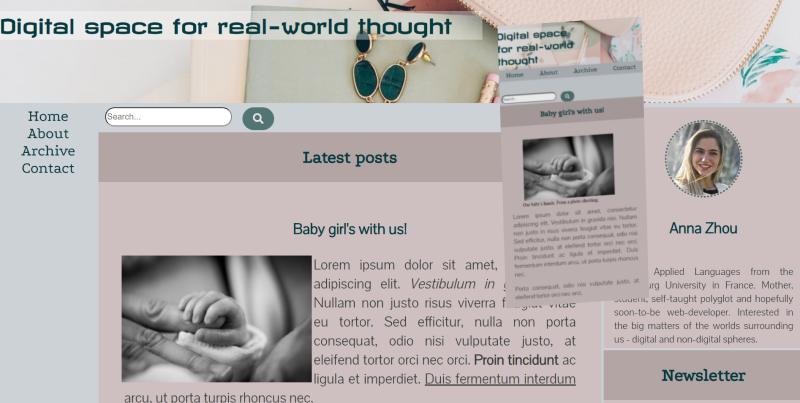 Digital space for real-world thought
Home
About
Archive
Contact
Search...
Latest posts
Baby girl's with us!
Lorem ipsum dolor sit amet,
adipiscing elit. Vestibulum in
Nullam non justo risus viverra feugiat vitae
eu tortor. Sed efficitur, nulla non porta
consequat, odio nisi vulputate justo, at
eleifend tortor orci nec orci. Proin tincidunt ac
ligula et imperdiet. Duis fermentum interdum
arcu, ut porta turpis rhoncus nec.
Digital space
for real-world
thought
Home About Archive Contact
Baby girl's with us!
Our baby's hands. From a photo shooting.
Lorem ipsum dolor sit amet, consectetur
adipiscing elit. Vestibulum in gravida nisi. Nullam
non justo in risus viverra feugiat vitae eu tortor.
Sed efficitur, nulla non porta consequat, odio nisi
vulputate justo, at eleifend tortor orci nec orci.
Proin tincidunt ac ligula et imperdiet. Duis
fermentum interdum arcu, ut porta turpis rhoncus
nec.
Porta consequat, odio nisi vulputate justo, at
eleifend tortor orci nec orci.
Anna Zhou
Applied Languages from the
University in France. Mother,
student, self-taught polyglot and hopefully
soon-to-be web-developer. Interested in
the big matters of the worlds surrounding
us - digital and non-digital spheres.
Newsletter